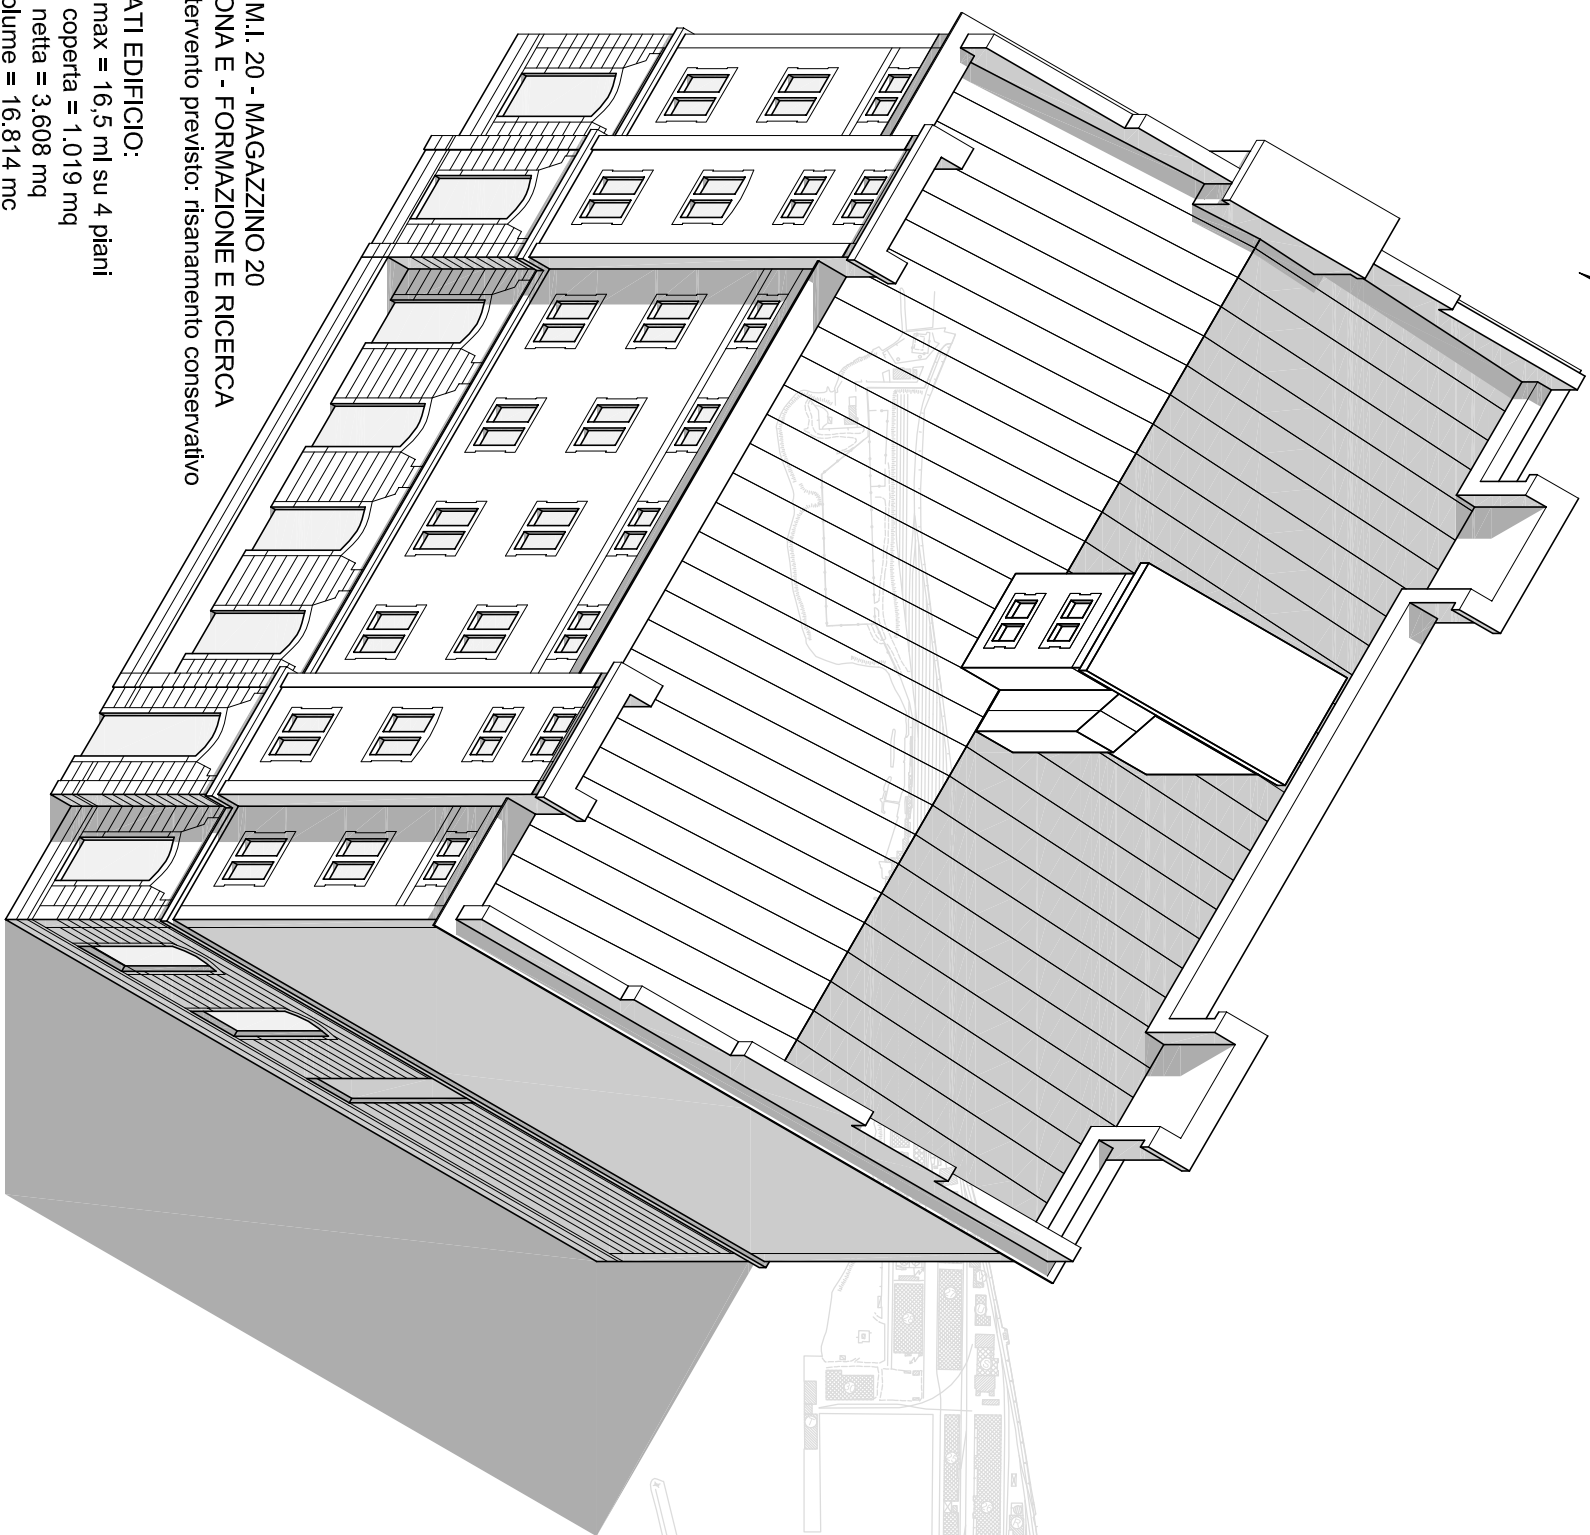 M.I. 20 - MAGAZZINO 20
ONA E - FORMAZIONE E RICERCA
tervento previsto: risanamento conservativo
ATI EDIFICIO:
max = 16,5 ml su 4 piani
coperta = 1.019 mq
netta = 3.608 mq
olume = 16.814 mc